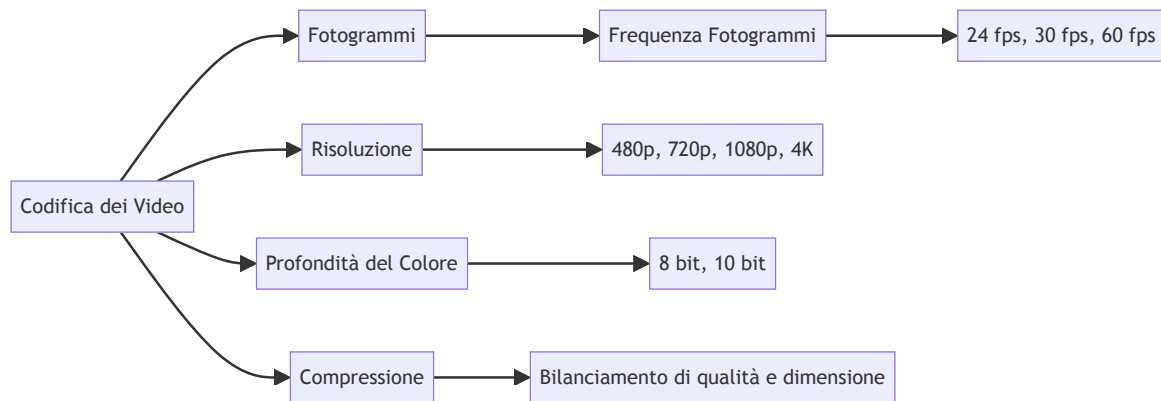 Fotogrammi
Frequenza Fotogrammi
24 fps, 30 fps, 60 fps
Risoluzione
480p, 720p, 1080p, 4K
Codifica dei Video
Profondità del Colore
8 bit, 10 bit
Compressione
Bilanciamento di qualità e dimensione